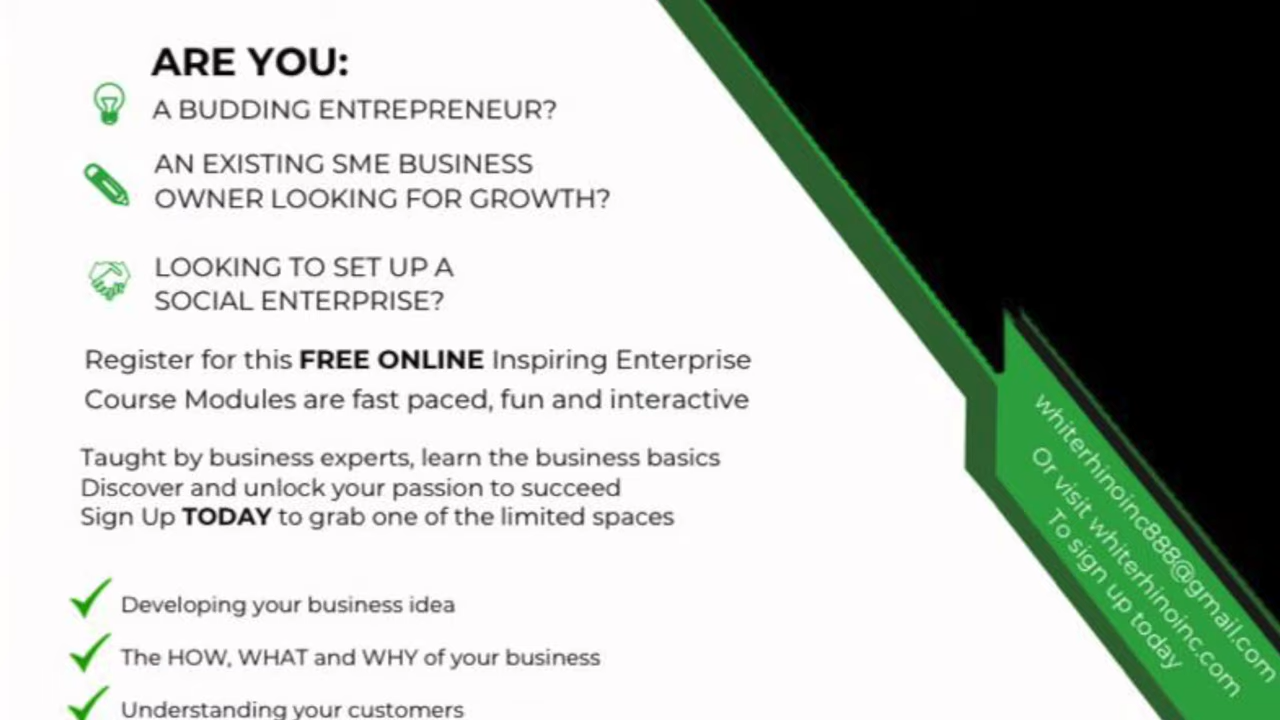 ARE YOU:
A BUDDING ENTREPRENEUR?
AN EXISTING SME BUSINESS
OWNER LOOKING FOR GROWTH?
LOOKING TO SET UP A
SOCIAL ENTERPRISE?
Register for this FREE ONLINE Inspiring Enterprise
Course Modules are fast paced, fun and interactive
Taught by business experts, learn the business basics
Discover and unlock your passion to succeed
Sign Up TODAY to grab one of the limited spaces
Developing your business idea
The HOW, WHAT and WHY of your business
Understanding your customers
whiterhinoinc888@gmail.com
Or visit whiterhinoinc.com
To sign up today